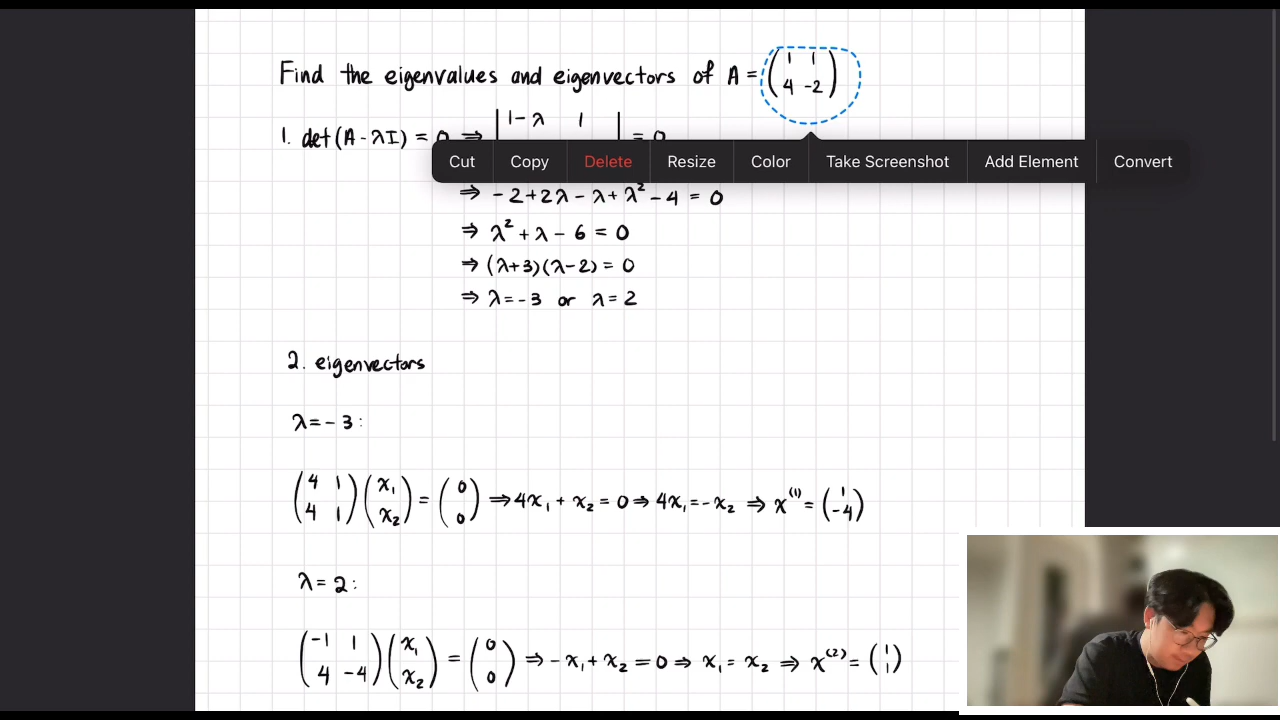 Find the eigenvalues and eigenvectors of A = ( 1 1 )
( 4 -2 )
1. det(A - λI) = 0 ⇒ | 1 - λ 1 | = 0
Cut Copy Delete Resize Color Take Screenshot Add Element Convert
⇒ - 2 + 2λ - λ + λ² - 4 = 0
⇒ λ² + λ - 6 = 0
⇒ (λ+3)(λ-2) = 0
⇒ λ = -3 or λ = 2
2. eigenvectors
λ = - 3 :
( 4 1 ) ( x₁ ) = ( 0 ) ⇒ 4x₁ + x₂ = 0 ⇒ 4x₁ = -x₂ ⇒ x⁽¹⁾ = ( 1 )
( 4 1 ) ( x₂ ) ( 0 ) ( -4 )
λ = 2 :
( -1 1 ) ( x₁ ) = ( 0 ) ⇒ - x₁ + x₂ = 0 ⇒ x₁ = x₂ ⇒ x⁽²⁾ = ( 1 )
( 4 -4 ) ( x₂ ) ( 0 ) ( 1 )